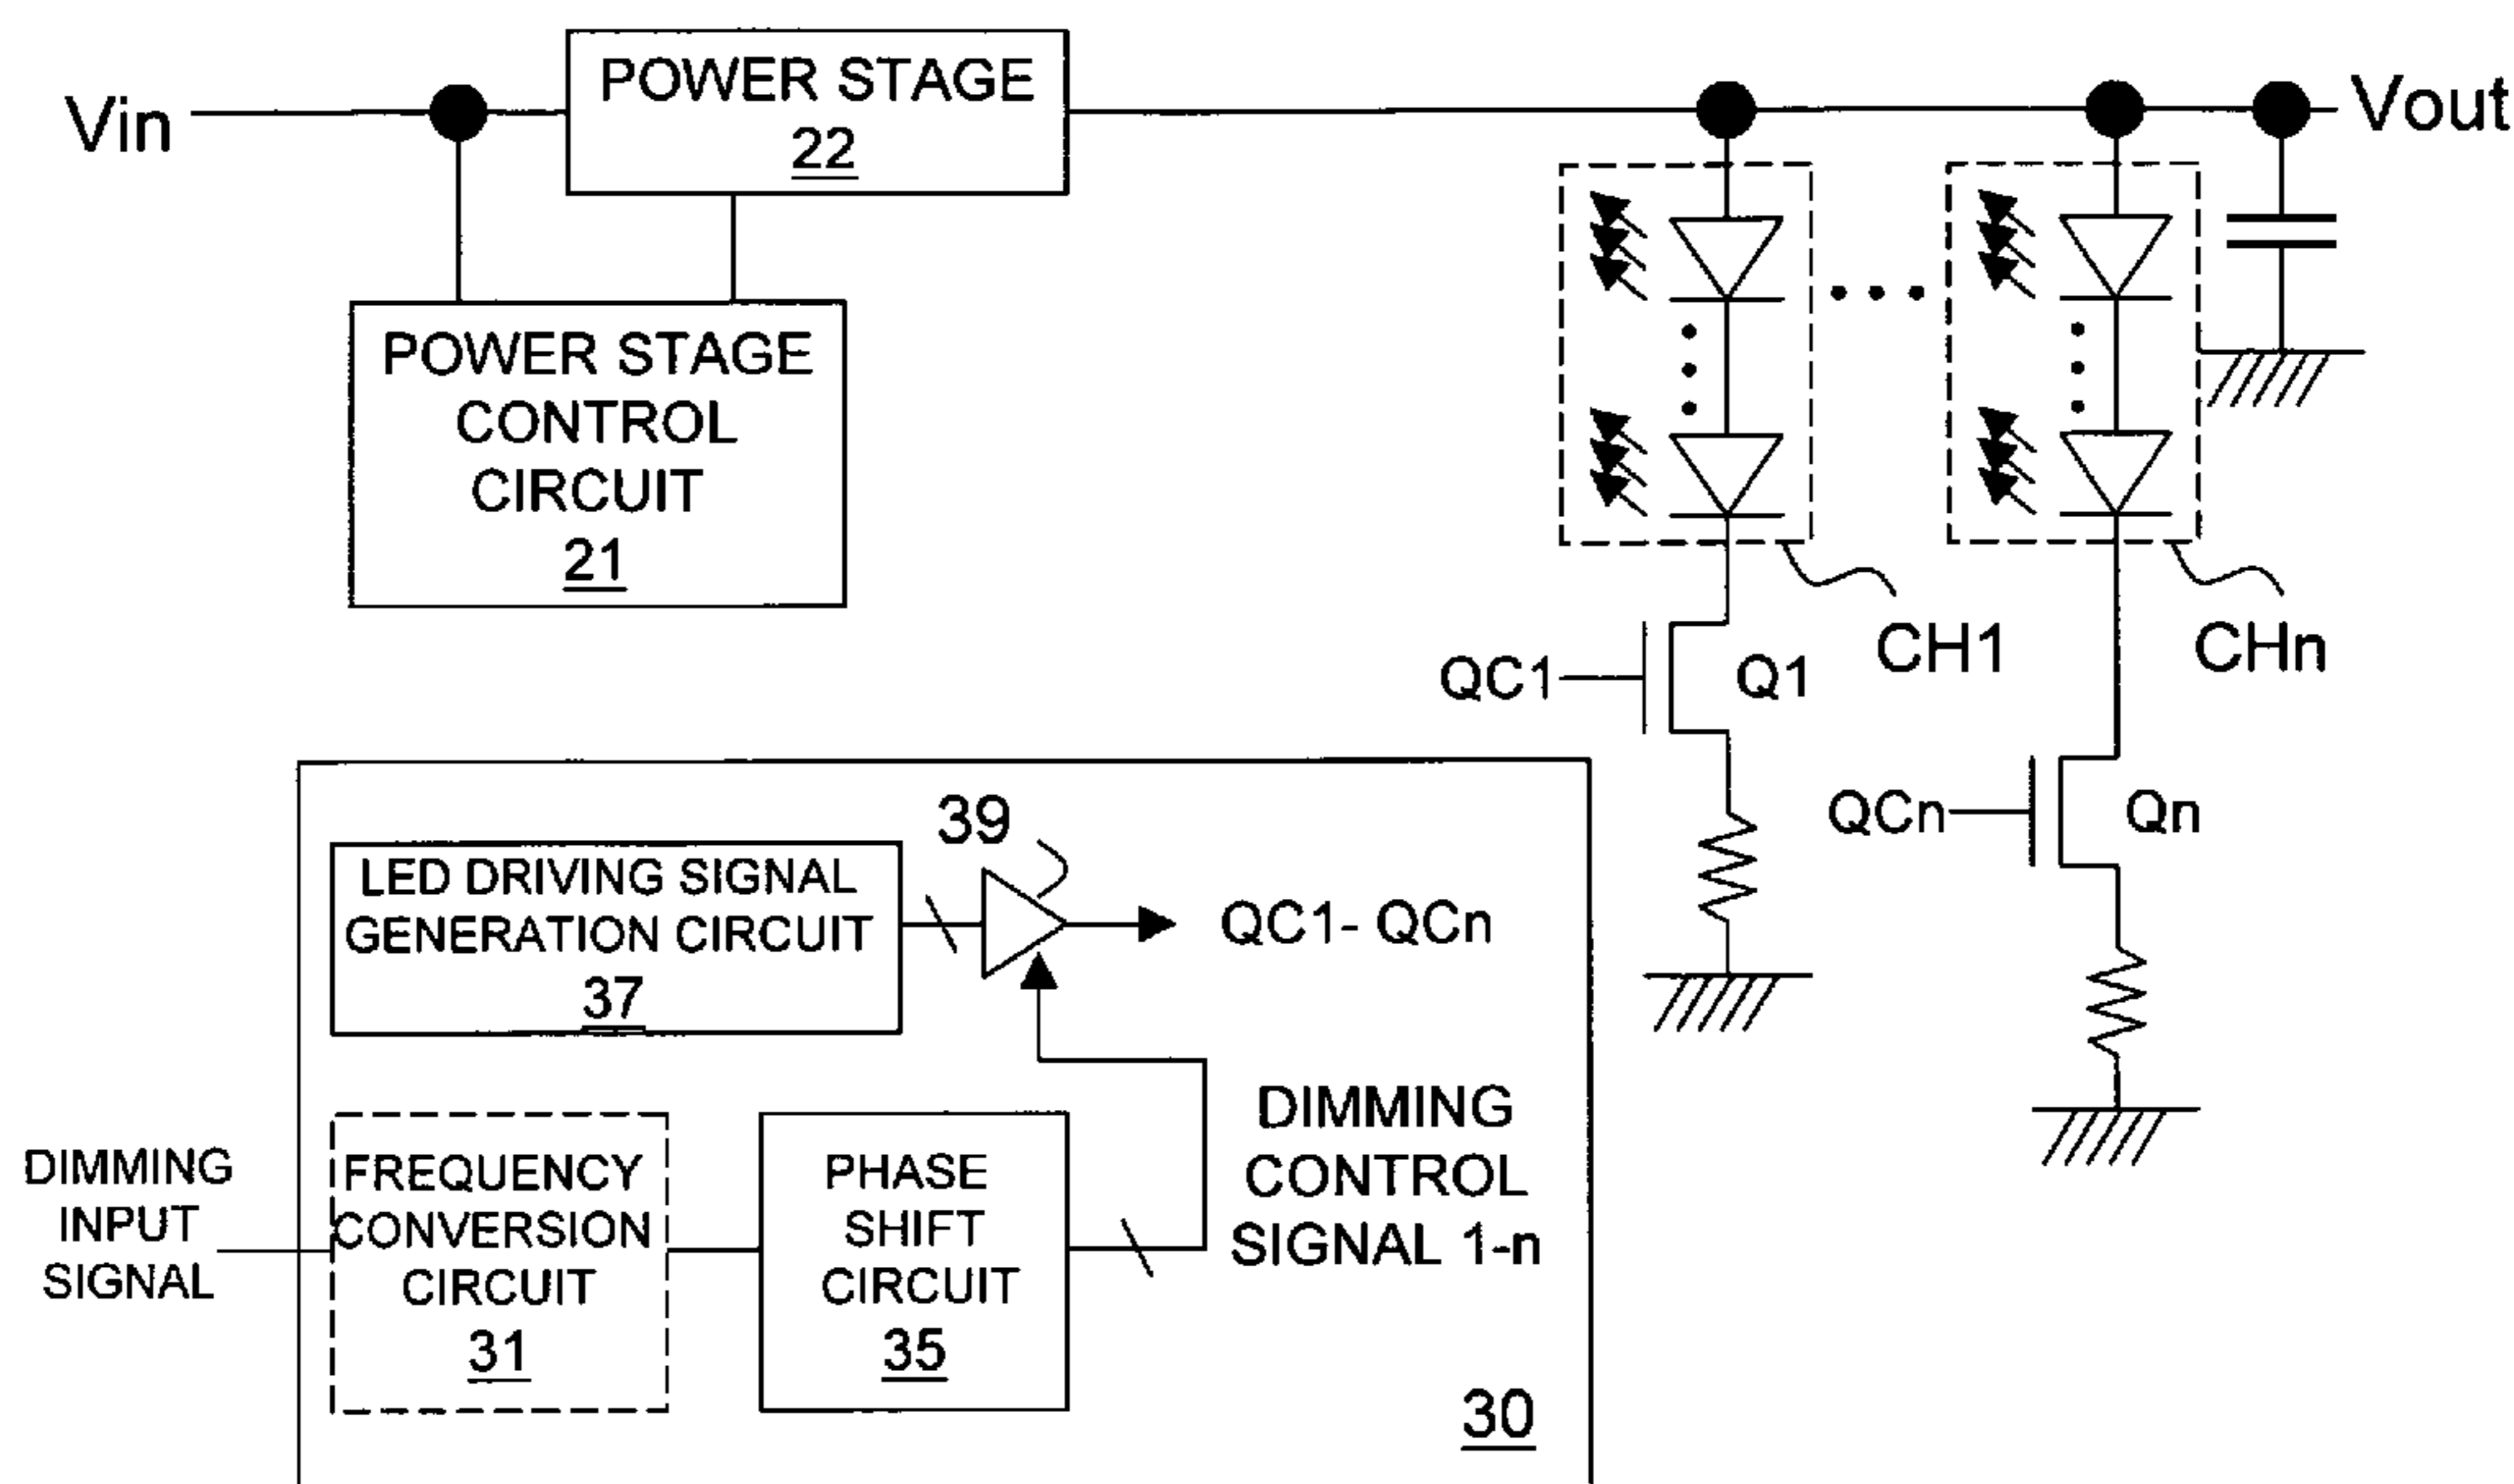 Vin
POWER STAGE
22
Vout
POWER STAGE
CONTROL
CIRCUIT
21
CH1
CHn
QC1
Q1
QCn
Qn
39
LED DRIVING SIGNAL
GENERATION CIRCUIT
37
QC1- QCn
DIMMING
INPUT
SIGNAL
FREQUENCY
CONVERSION
CIRCUIT
31
PHASE
SHIFT
CIRCUIT
35
DIMMING
CONTROL
SIGNAL 1-n
30